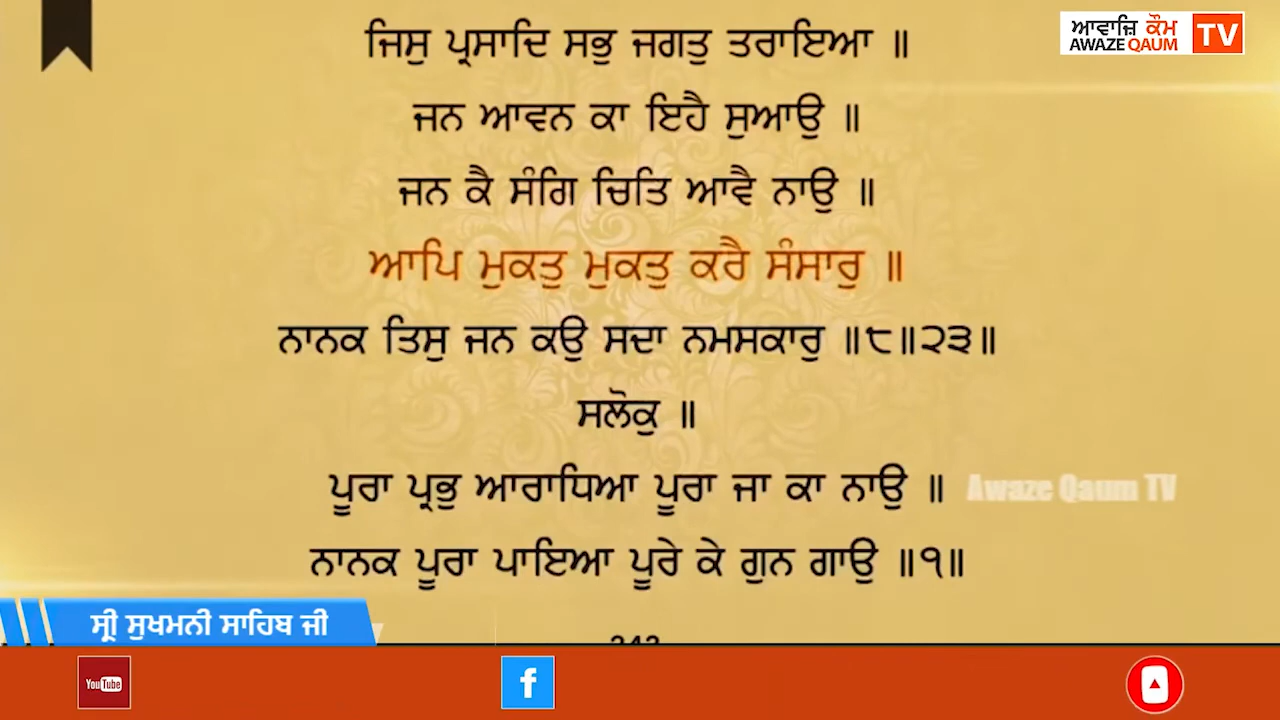 ਜਿਸੁ ਪ੍ਰਸਾਦਿ ਸਭੁ ਜਗਤੁ ਤਰਾਇਆ ॥
ਆਵਾਜ਼ਿ ਕੌਮ
AWAZE QAUM
TV
ਜਨ ਆਵਨ ਕਾ ਇਹੈ ਸੁਆਉ ॥
ਜਨ ਕੈ ਸੰਗਿ ਚਿਤਿ ਆਵੈ ਨਾਉ ॥
ਆਪਿ ਮੁਕਤੁ ਮੁਕਤੁ ਕਰੈ ਸੰਸਾਰੁ ॥
ਨਾਨਕ ਤਿਸੁ ਜਨ ਕਉ ਸਦਾ ਨਮਸਕਾਰੁ ॥੮॥੨੩॥
ਸਲੋਕੁ ॥
ਪੂਰਾ ਪ੍ਰਭੁ ਆਰਾਧਿਆ ਪੂਰਾ ਜਾ ਕਾ ਨਾਉ ॥
Awaze Qaum TV
ਨਾਨਕ ਪੂਰਾ ਪਾਇਆ ਪੂਰੇ ਕੇ ਗੁਨ ਗਾਉ ॥੧॥
ਸ੍ਰੀ ਸੁਖਮਨੀ ਸਾਹਿਬ ਜੀ
YouTube
f